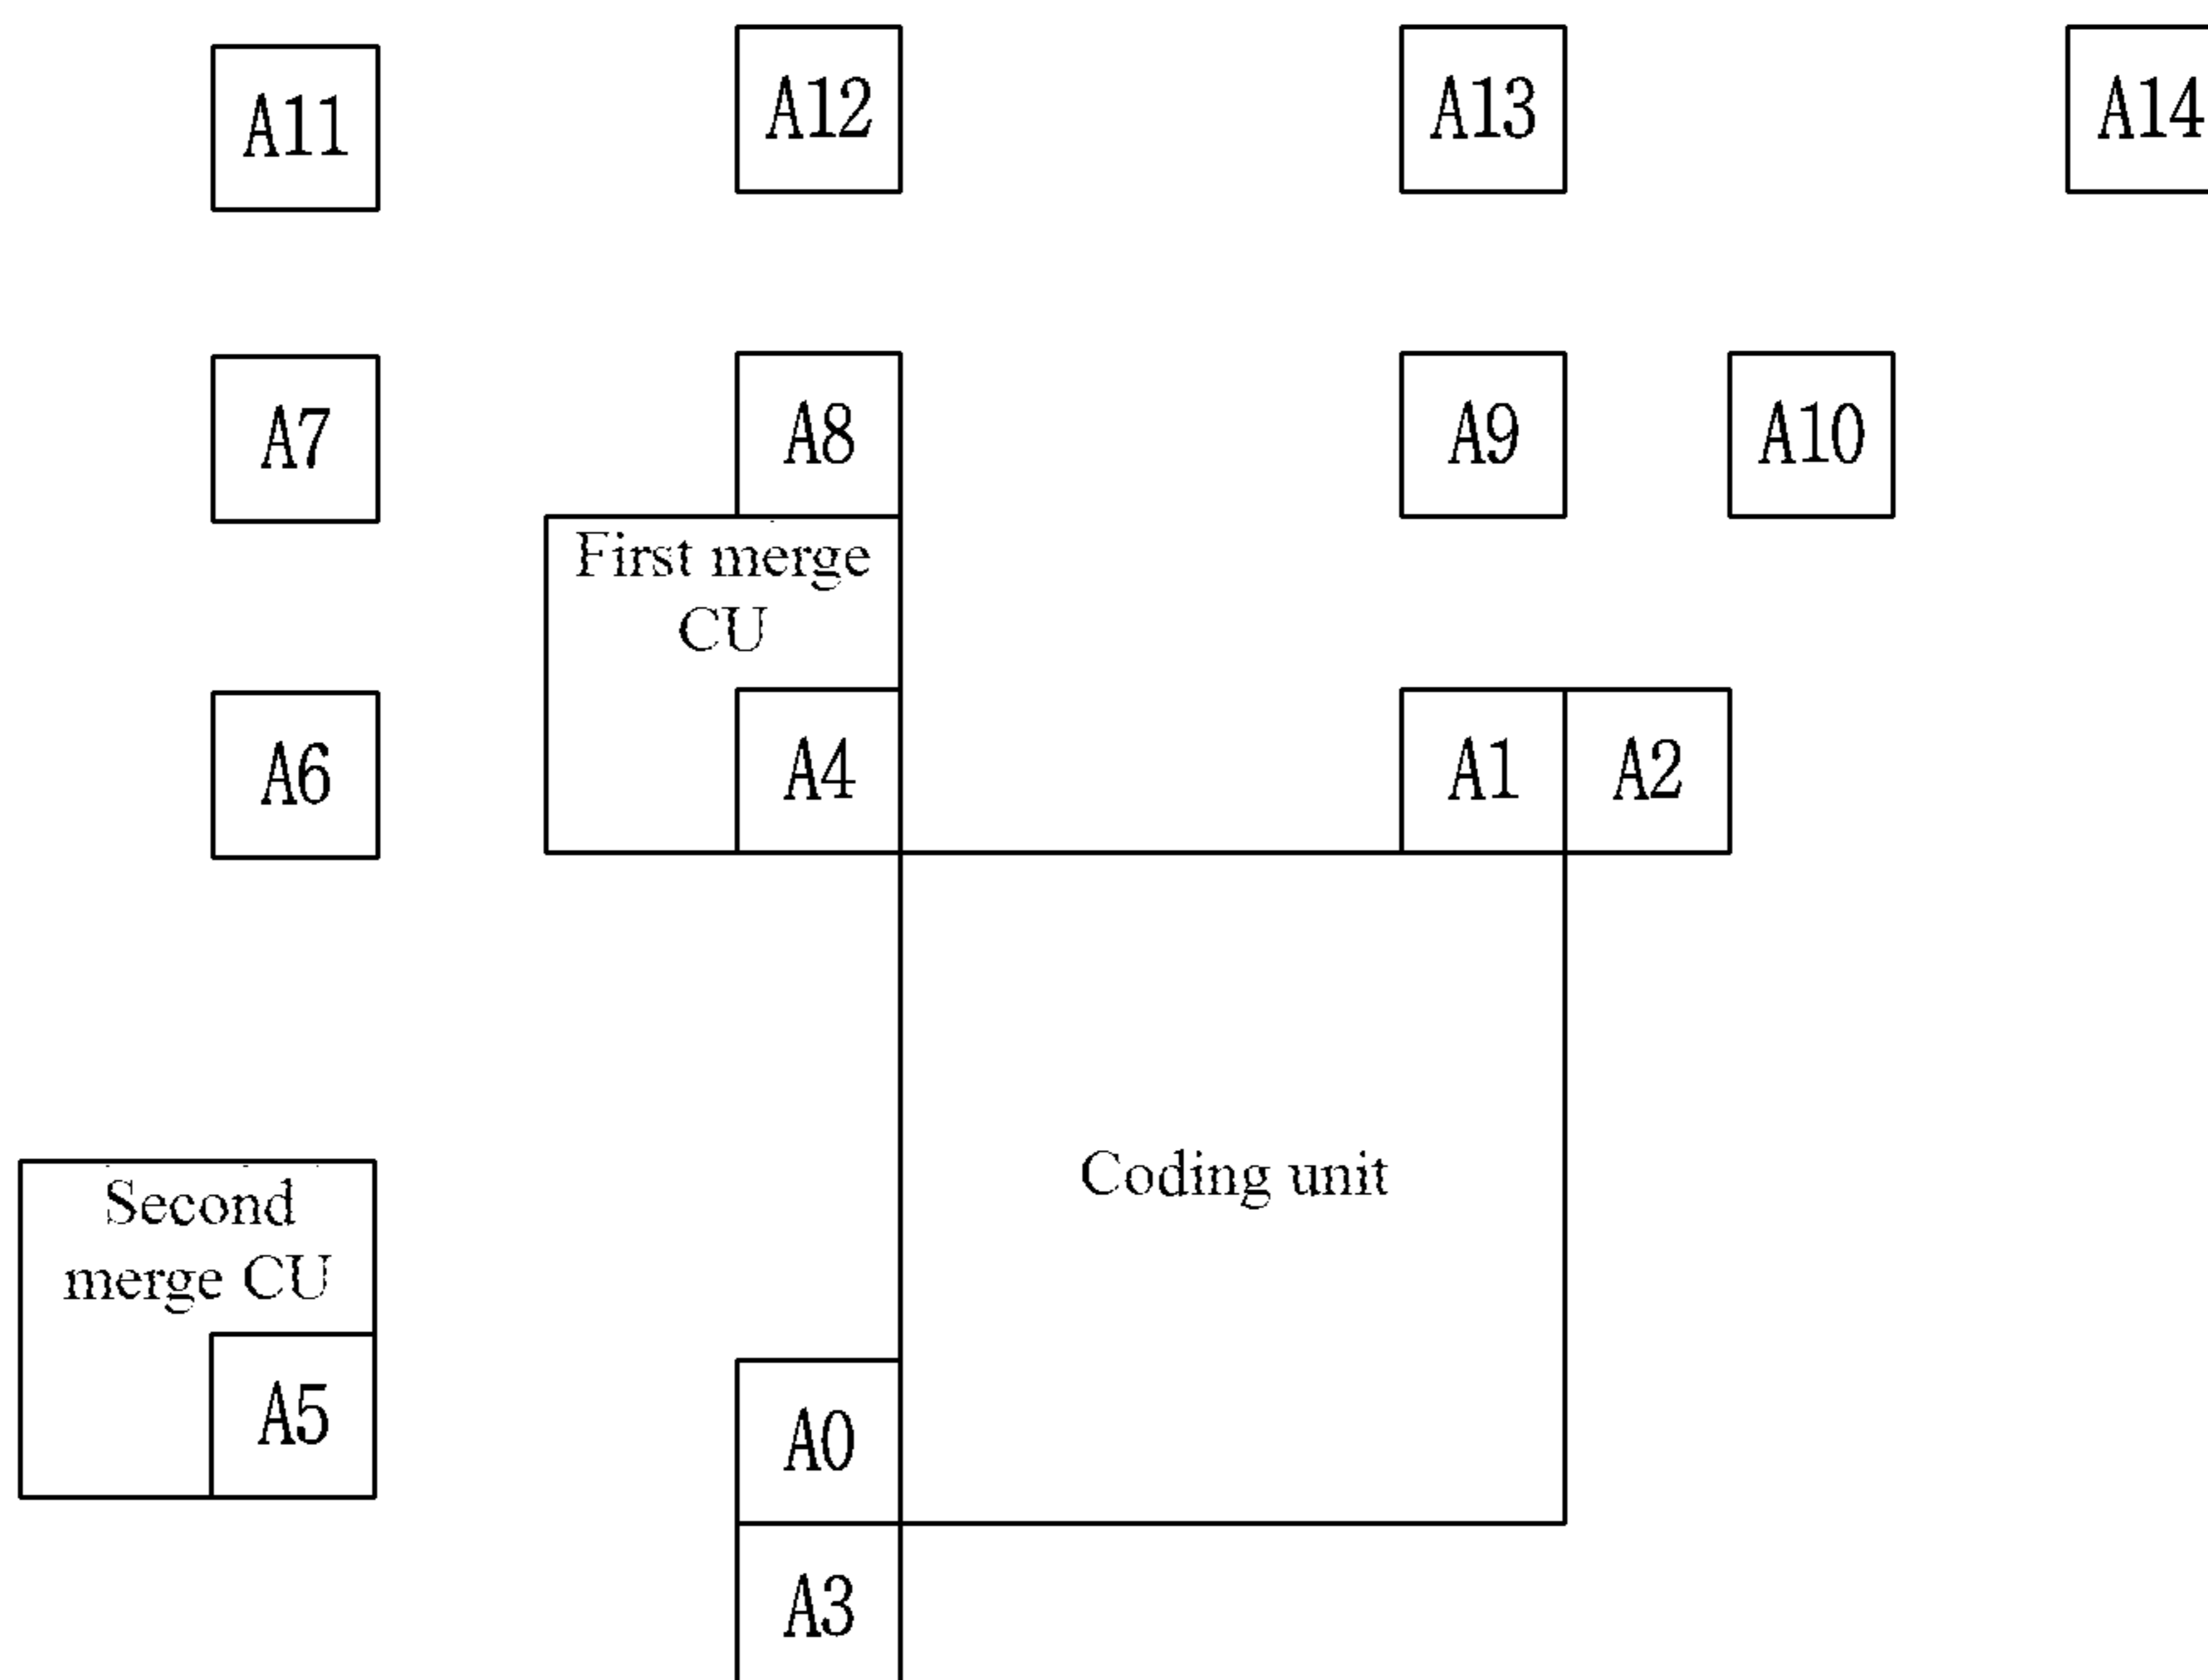 A11
A12
A13
A14
A7
A8
A9
A10
First merge
CU
A6
A4
A1
A2
Coding unit
Second
merge CU
A5
A0
A3